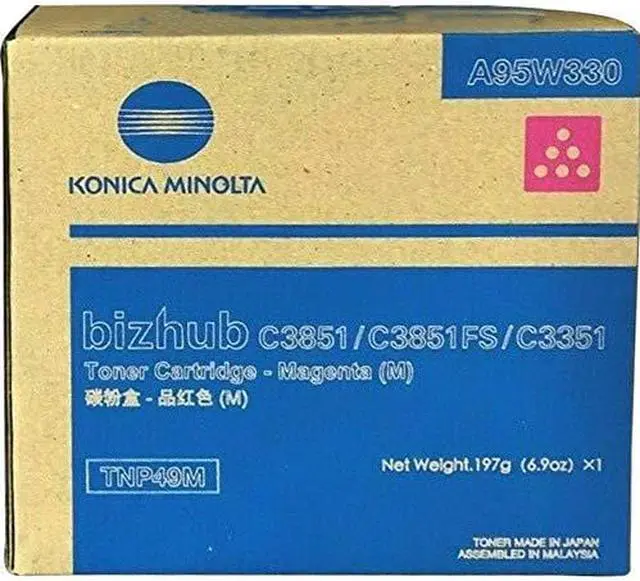 A95W330
KONICA MINOLTA
bizhub C3851/C3851FS/C3351
Toner Cartridge - Magenta (M)
碳粉盒 - 品红色 (M)
TNP49M
Net Weight.197g (6.9oz) ×1
TONER MADE IN JAPAN
ASSEMBLED IN MALAYSIA